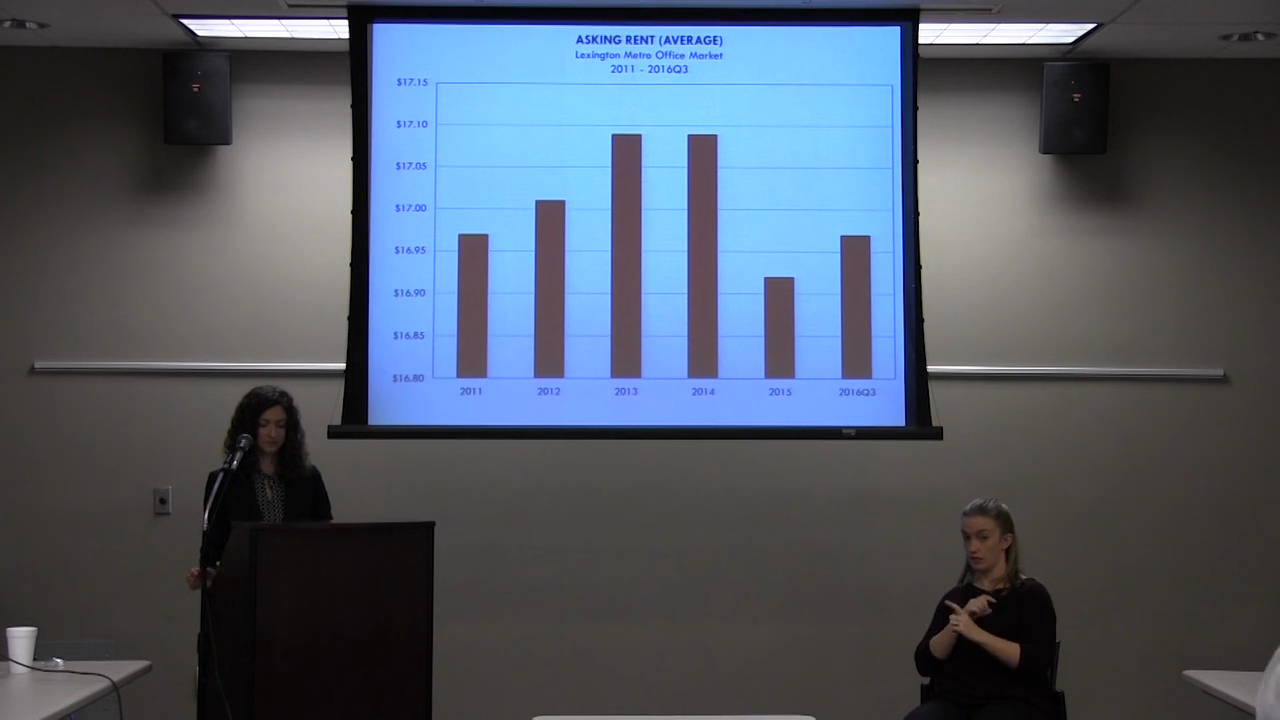 ASKING RENT (AVERAGE)
Lexington Metro Office Market
2011 - 2016Q3
$17.15
$17.10
$17.05
$17.00
$16.95
$16.90
$16.85
$16.80
2011 2012 2013 2014 2015 2016Q3